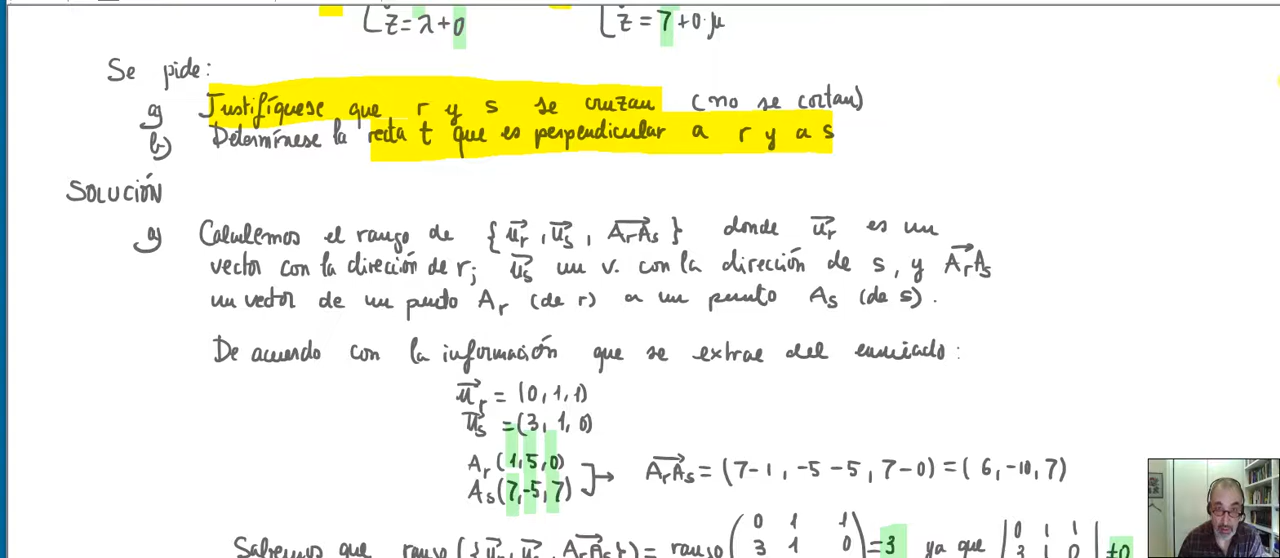 z = λ+0
z = 7+0·μ
Se pide:
a) Justifíquese que r y s se cruzan (no se cortan)
b) Determínese la recta t que es perpendicular a r y a s
SOLUCIÓN
a) Calculemos el rango de {u⃗r, u⃗s, ArAs⃗} donde u⃗r es un
vector con la direción de r; u⃗s un v. con la dirección de s, y ArAs⃗
un vector de un punto Ar (de r) a un punto As (de s).
De acuerdo con la información que se extrae del enunciado:
u⃗r = (0,1,1)
u⃗s = (3,1,0)
Ar(1,5,0)
As(7,-5,7)
→ ArAs⃗ = (7-1, -5-5, 7-0) = (6, -10, 7)
Sabemos que rango({u⃗r, u⃗s, ArAs⃗}) = rango
(0 1 1
3 1 0
=3 ya que
|0 1 1
3 1 0|
≠0